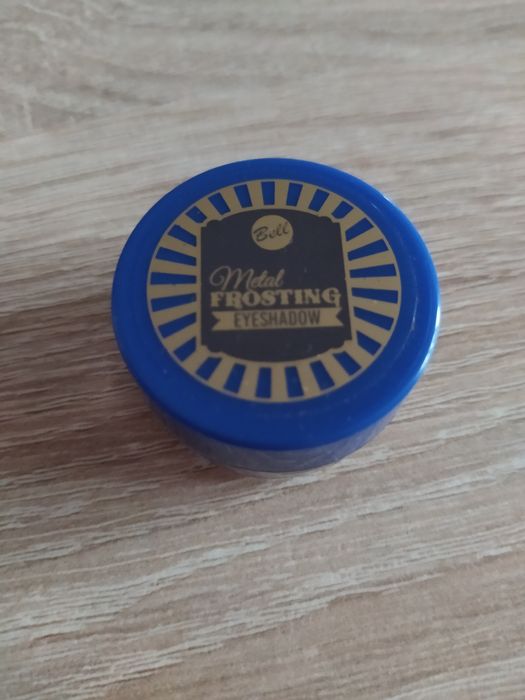 Bell
Metal
FROSTING
EYESHADOW